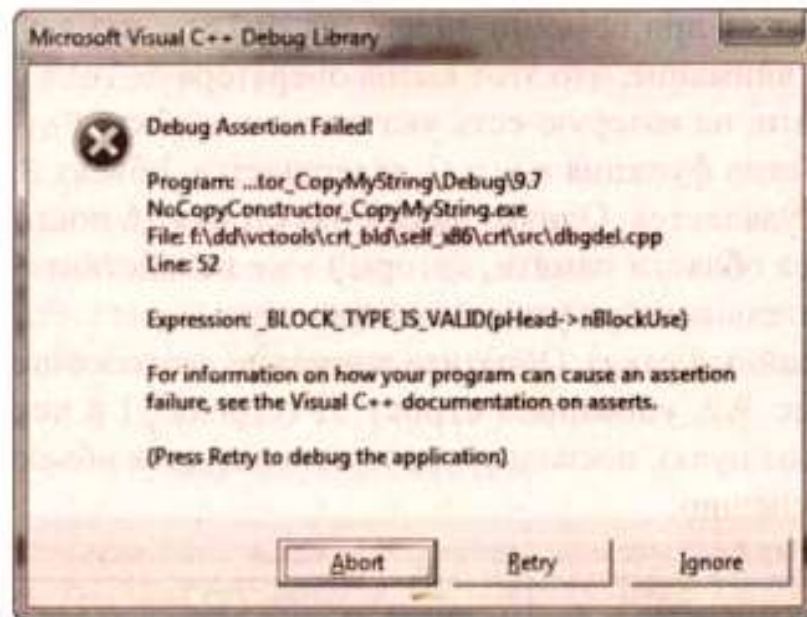 Microsoft Visual C++ Debug Library
Debug Assertion Failed!
Program: ...tor_CopyMyString\Debug\9.7
NoCopyConstructor_CopyMyString.exe
File: f:\dd\vctools\crt_bld\self_x86\crt\src\dbgdel.cpp
Line: 52
Expression: _BLOCK_TYPE_IS_VALID(pHead->nBlockUse)
For information on how your program can cause an assertion
failure, see the Visual C++ documentation on asserts.
(Press Retry to debug the application)
Abort
Retry
Ignore